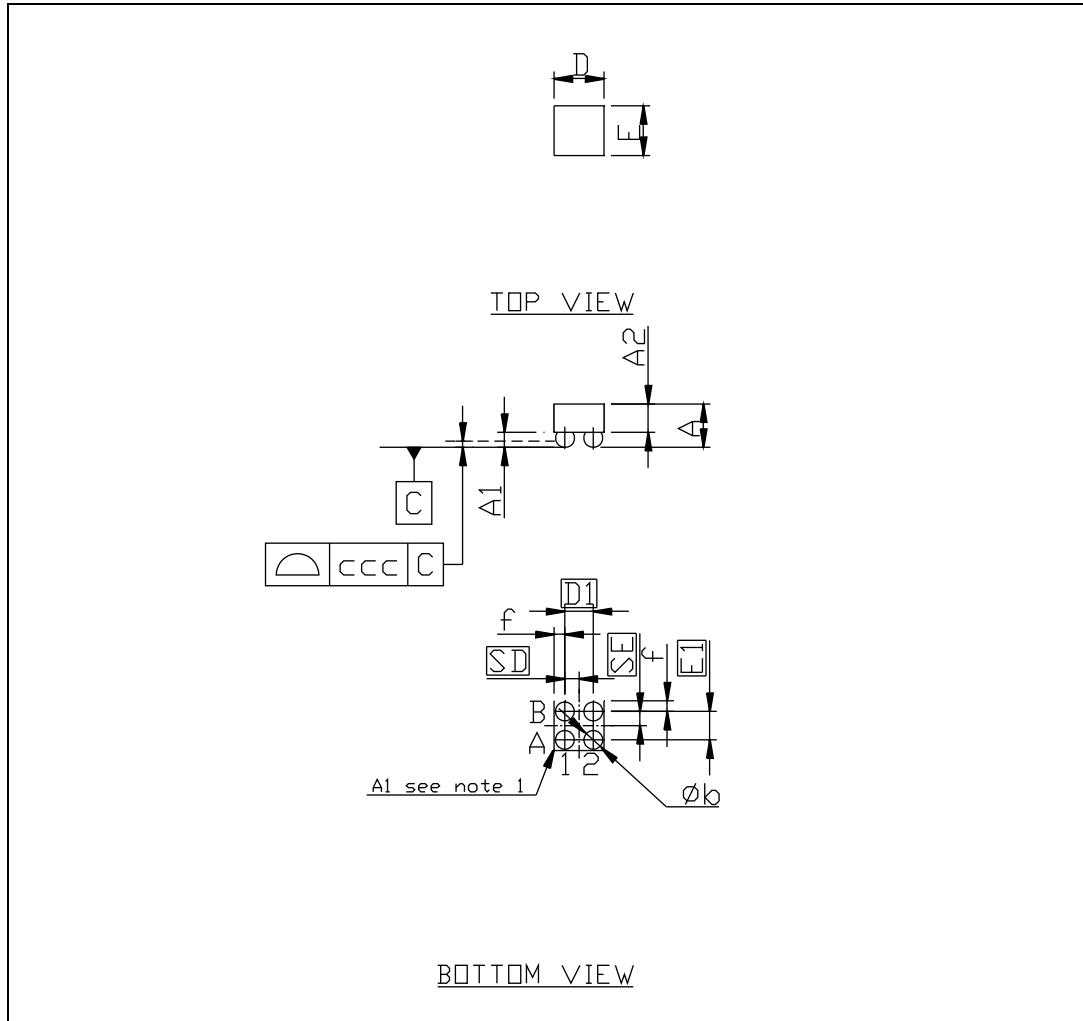 D
E
TOP VIEW
A2
A
A1
C
ccc C
D1
f
SD
SE
f
E1
B
A
1 2
A1 see note 1
Øb
BOTTOM VIEW